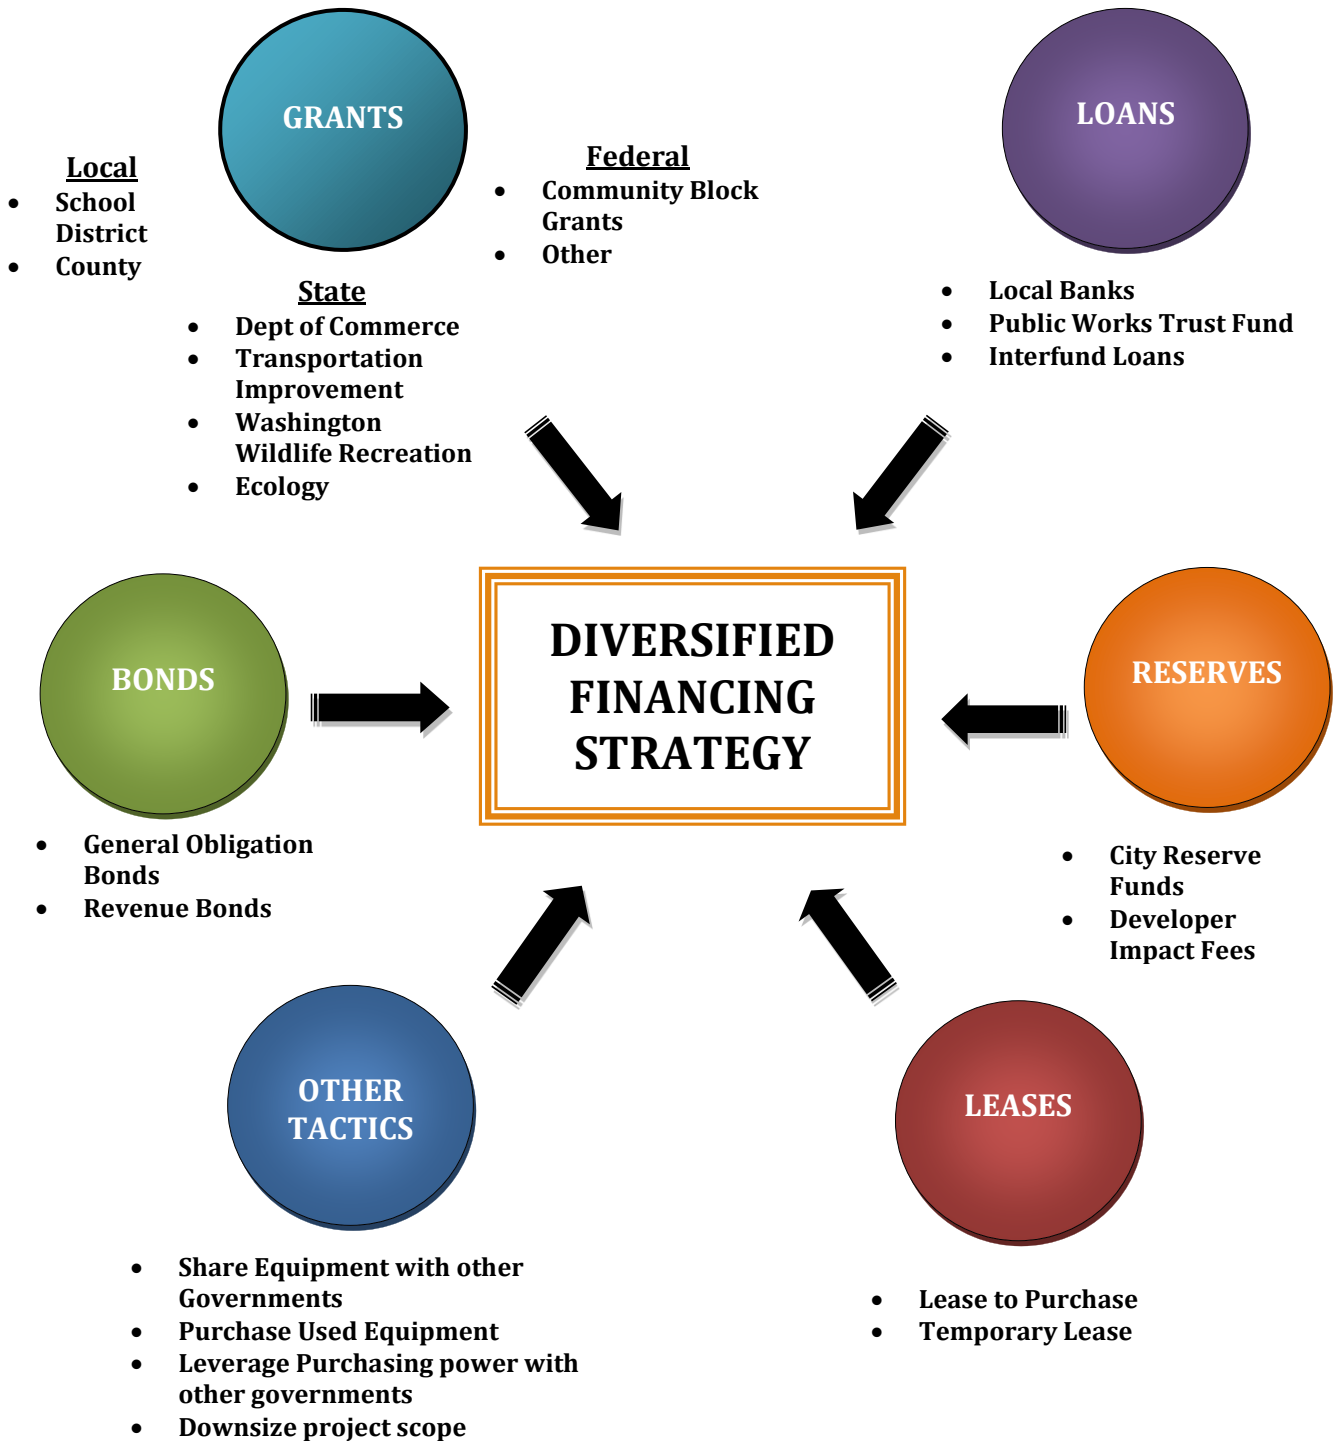 GRANTS
Local
School
District
County
Federal
Community Block
Grants
Other
State
Dept of Commerce
Transportation
Improvement
Washington
Wildlife Recreation
Ecology
LOANS
Local Banks
Public Works Trust Fund
Interfund Loans
BONDS
General Obligation
Bonds
Revenue Bonds
DIVERSIFIED
FINANCING
STRATEGY
RESERVES
City Reserve
Funds
Developer
Impact Fees
OTHER
TACTICS
Share Equipment with other
Governments
Purchase Used Equipment
Leverage Purchasing power with
other governments
Downsize project scope
LEASES
Lease to Purchase
Temporary Lease